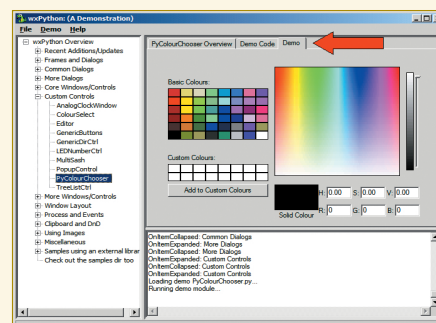 wxPython: (A Demonstration)
File Demo Help
wxPython Overview
Recent Additions/Updates
Frames and Dialogs
Common Dialogs
More Dialogs
Core Windows/Controls
Custom Controls
AnalogClockWindow
ColourSelect
Editor
GenericButtons
GenericDirCtrl
LEDNumberCtrl
MultiSash
PopupControl
PyColourChooser
TreeListCtrl
More Windows/Controls
Window Layout
Process and Events
Clipboard and DnD
Using Images
Miscellaneous
Samples using an external librar
Check out the samples dir too
PyColourChooser Overview Demo Code Demo
Basic Colours:
Custom Colours:
Add to Custom Colours
Solid Colour
H: 0.00 S: 0.00 V: 0.00
R: 0 G: 0 B: 0
OnItemCollapsed: Common Dialogs
OnItemExpanded: More Dialogs
OnItemCollapsed: More Dialogs
OnItemExpanded: Custom Controls
OnItemCollapsed: Custom Controls
OnItemExpanded: Custom Controls
Loading demo PyColourChooser.py...
Running demo module...